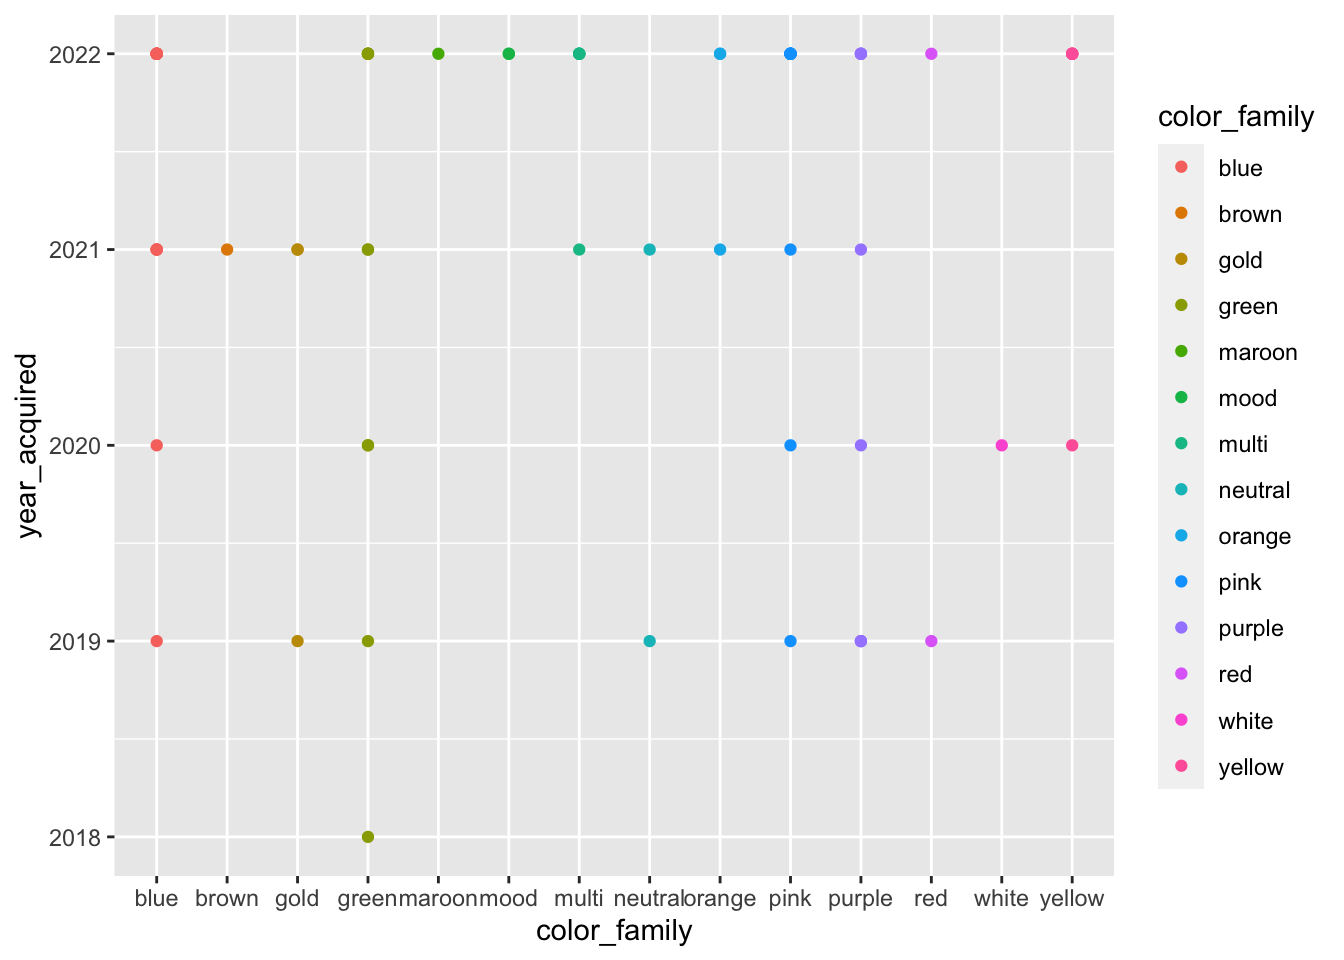 2022
2021
2020
2019
2018
year_acquired
blue brown gold green maroon mood multi neutral orange pink purple red white yellow
color_family
color_family
blue
brown
gold
green
maroon
mood
multi
neutral
orange
pink
purple
red
white
yellow